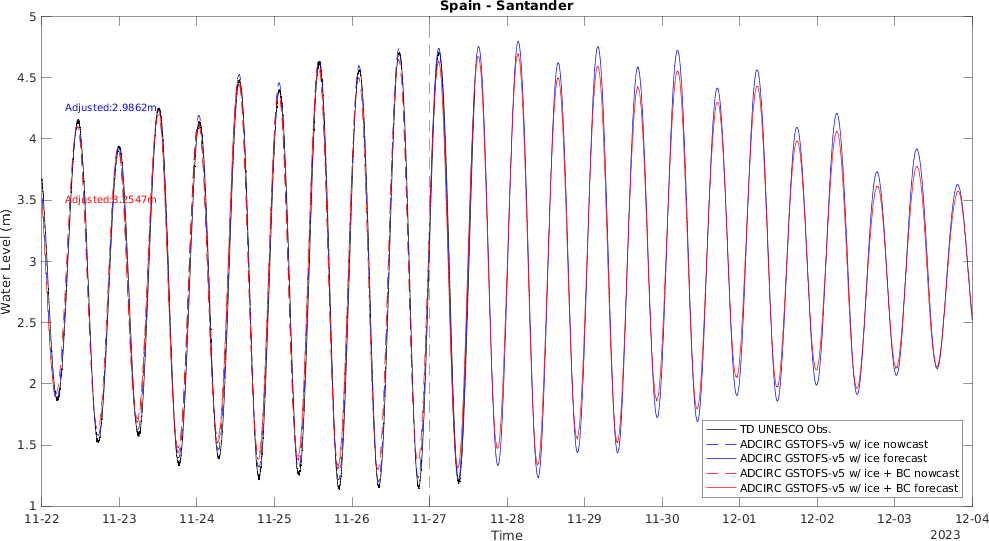 Spain - Santander
5
4.5
4
3.5
3
2.5
2
1.5
1
Water Level (m)
Adjusted:2.9862m
Adjusted:3.2547m
TD UNESCO Obs.
ADCIRC GSTOFS-v5 w/ ice nowcast
ADCIRC GSTOFS-v5 w/ ice forecast
ADCIRC GSTOFS-v5 w/ ice + BC nowcast
ADCIRC GSTOFS-v5 w/ ice + BC forecast
11-22 11-23 11-24 11-25 11-26 11-27 11-28 11-29 11-30 12-01 12-02 12-03 12-04
Time
2023